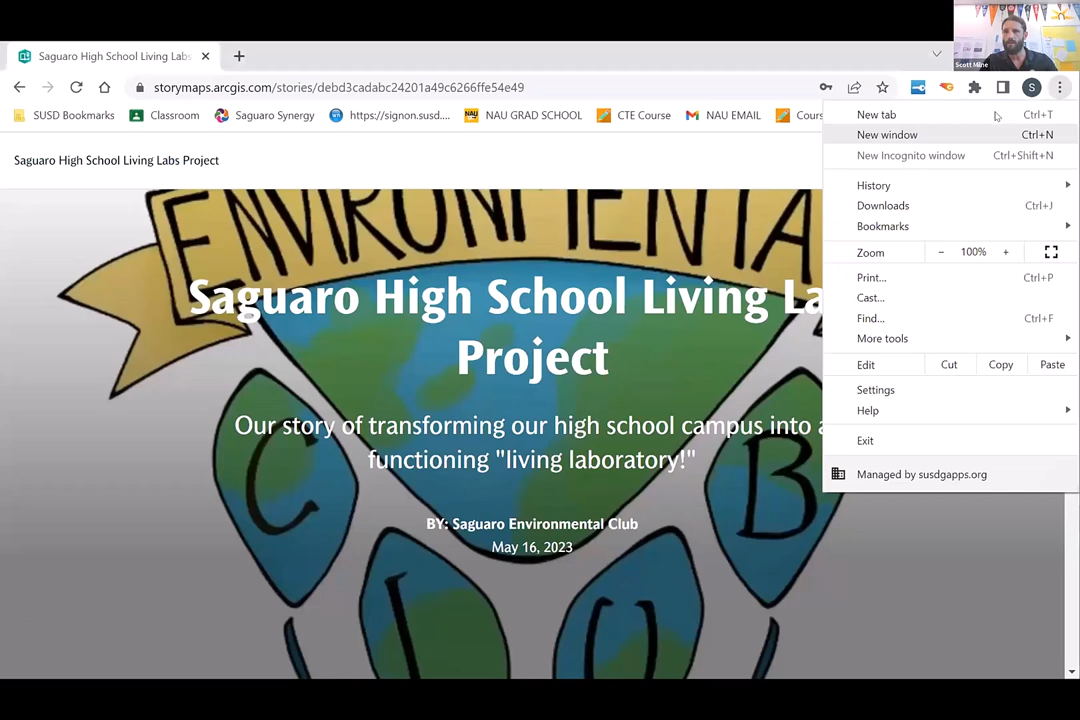 Scott Milne
Saguaro High School Living Labs
storymaps.arcgis.com/stories/debd3cadabc24201a49c6266ffe54e49
S
SUSD Bookmarks
Classroom
Saguaro Synergy
https://signon.susd....
NAU GRAD SCHOOL
CTE Course
NAU EMAIL
Cours
Saguaro High School Living Labs Project
New tab Ctrl+T
New window Ctrl+N
New Incognito window Ctrl+Shift+N
History
Downloads Ctrl+J
Bookmarks
Zoom − 100% +
Print... Ctrl+P
Cast...
Find... Ctrl+F
More tools
Edit Cut Copy Paste
Settings
Help
Exit
Managed by susdgapps.org
ENVIRONMENTA
Saguaro High School Living La
Project
Our story of transforming our high school campus into a
functioning "living laboratory!"
BY: Saguaro Environmental Club
May 16, 2023
C L U B